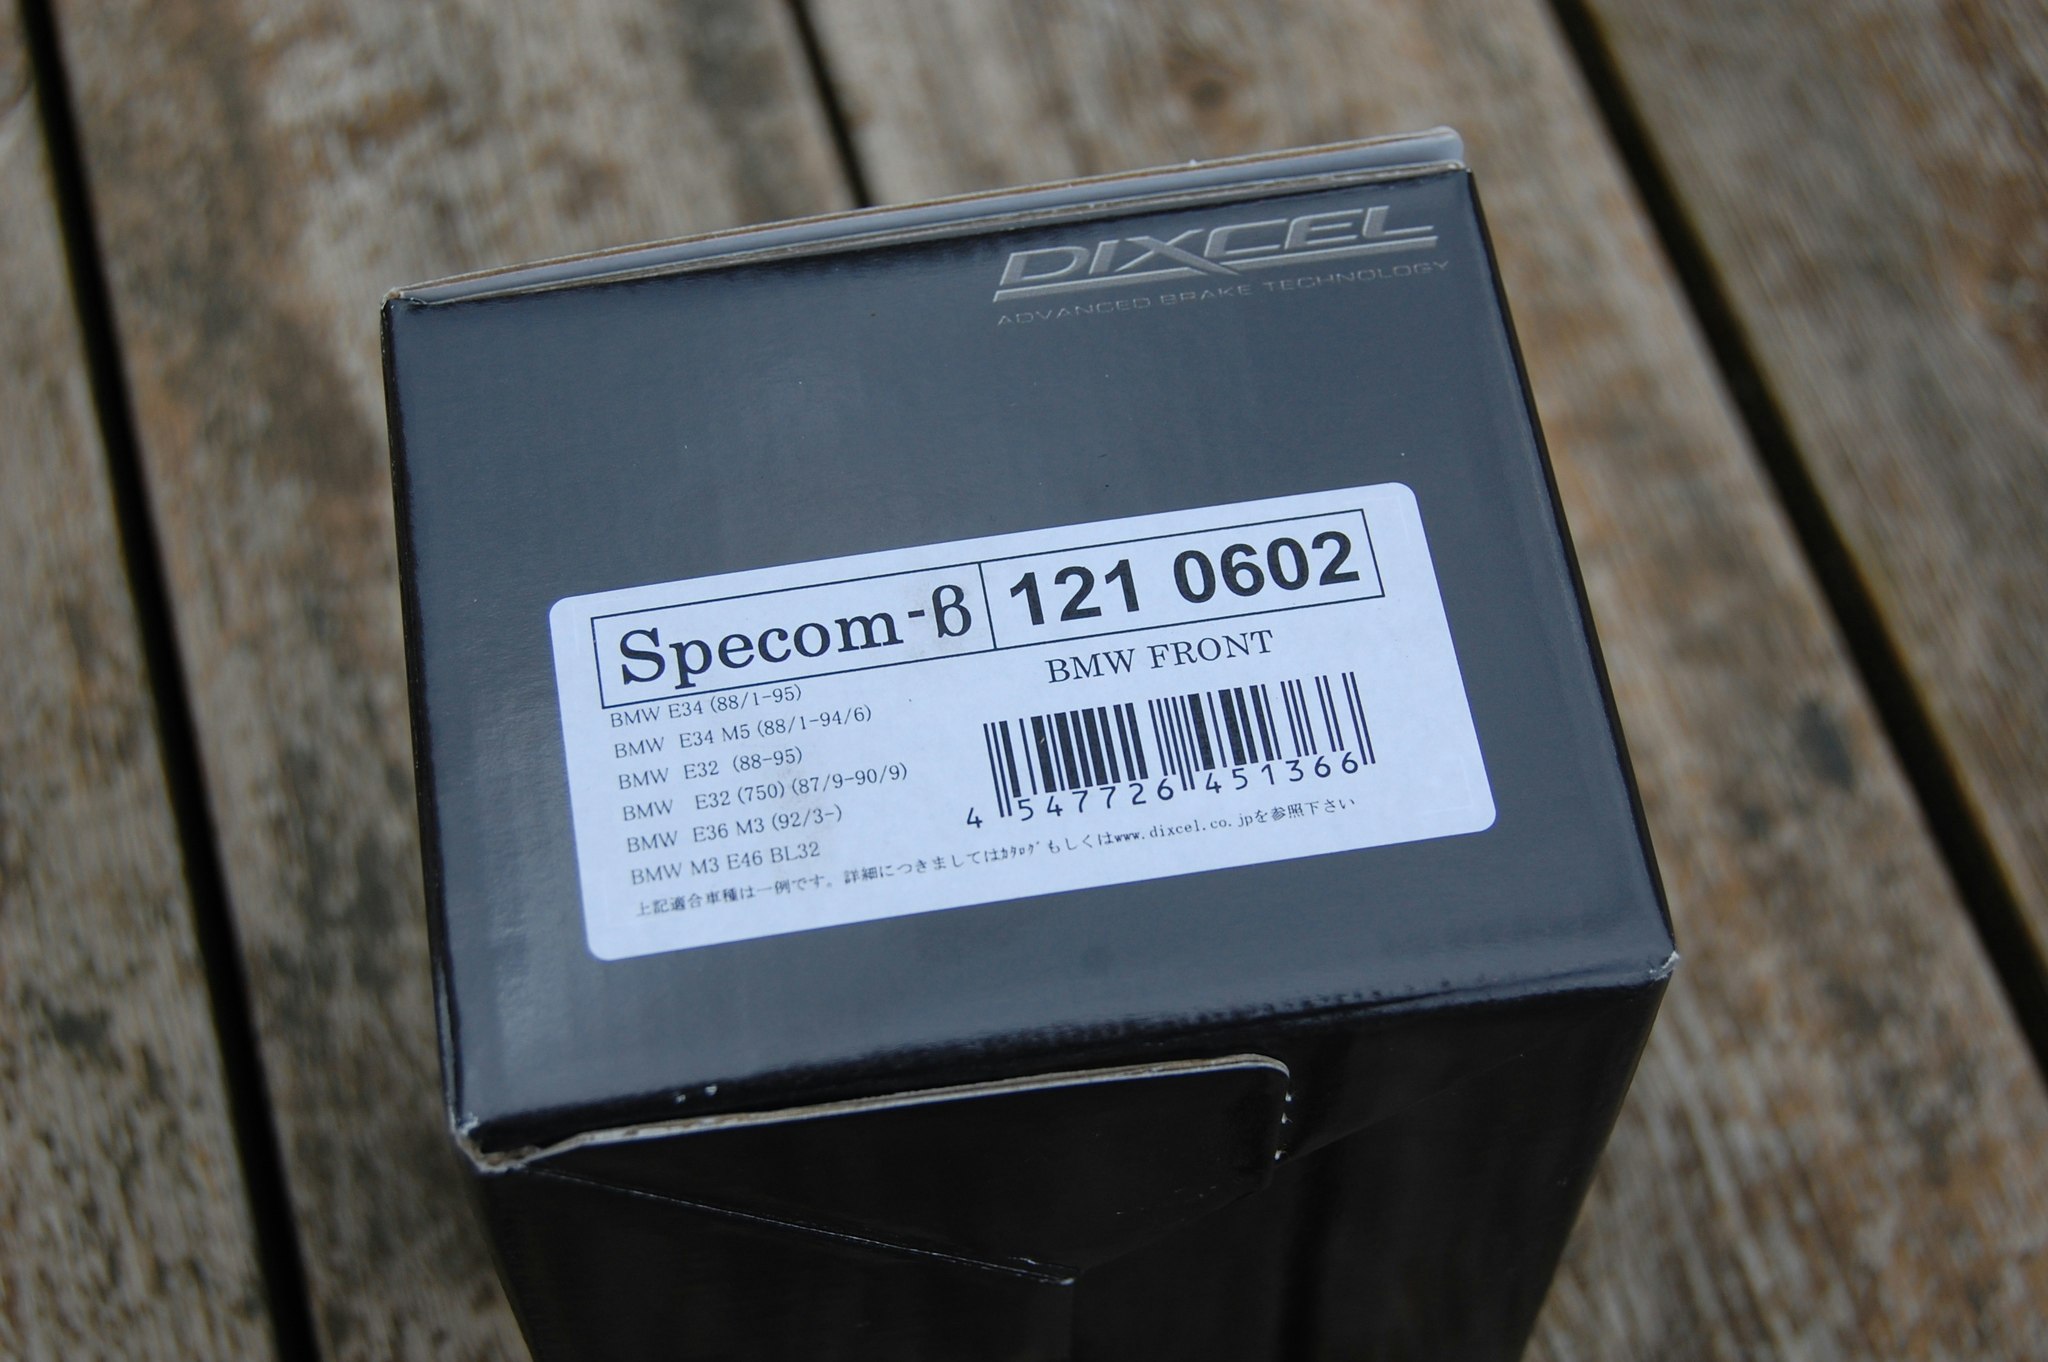 DIXCEL
ADVANCED BRAKE TECHNOLOGY
Specom-β 121 0602
BMW FRONT
BMW E34 (88/1-95)
BMW E34 M5 (88/1-94/6)
BMW E32 (88-95)
BMW E32 (750) (87/9-90/9)
BMW E36 M3 (92/3-)
BMW M3 E46 BL32
4 547726 451366
上記適合車種は一例です。詳細につきましてはｶﾀﾛｸﾞもしくはwww.dixcel.co.jpを参照下さい